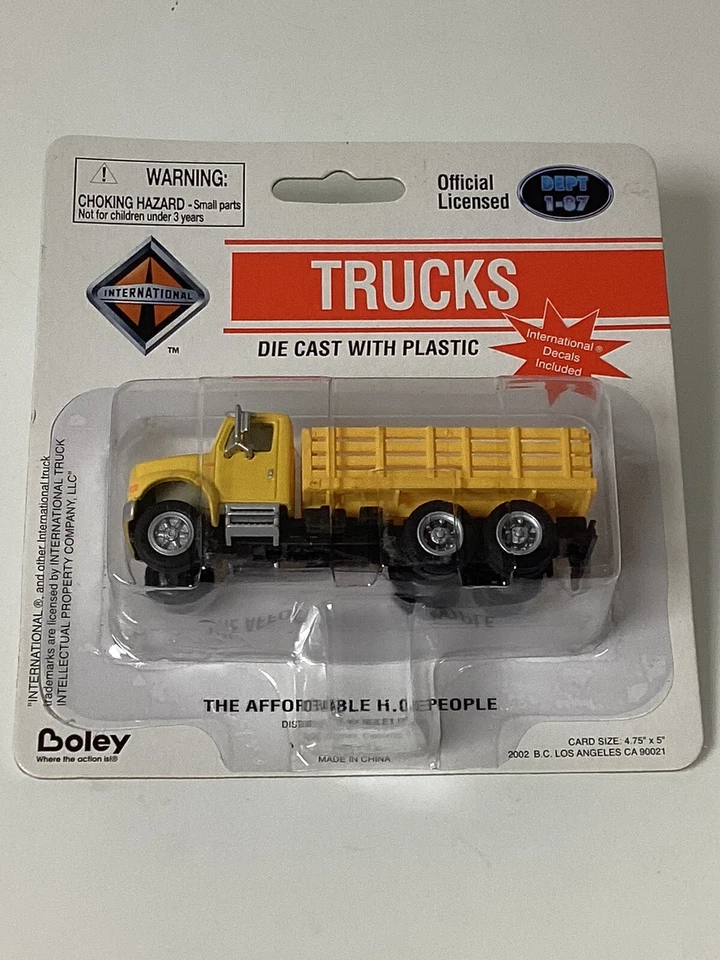 WARNING:
CHOKING HAZARD - Small parts
Not for children under 3 years
Official
Licensed
DEPT
1-87
INTERNATIONAL
TM
TRUCKS
DIE CAST WITH PLASTIC
International®
Decals
Included
"INTERNATIONAL ®, and other International truck
trademarks are licensed by INTERNATIONAL TRUCK
INTELLECTUAL PROPERTY COMPANY, LLC"
THE AFFORDABLE H.O. PEOPLE
MADE IN CHINA
Boley
Where the action is!®
CARD SIZE: 4.75" x 5"
2002 B.C. LOS ANGELES CA 90021